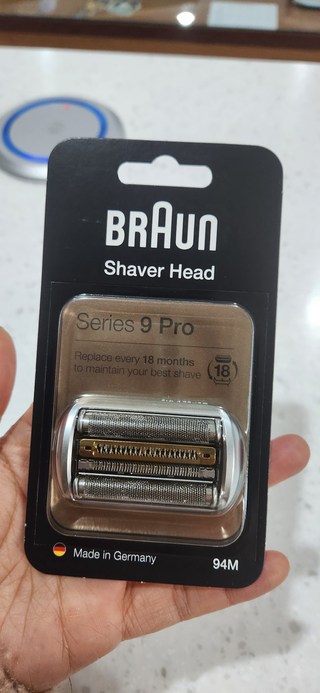 BRAUN
Shaver Head
Series 9 Pro
Replace every 18 months
to maintain your best shave
18
Made in Germany
94M